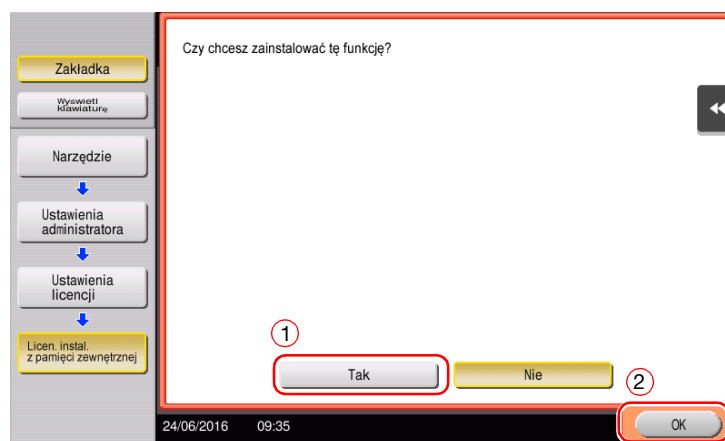 Czy chcesz zainstalować tę funkcję?
Zakładka
Wyświetl
klawiaturę
Narzędzie
Ustawienia
administratora
Ustawienia
licencji
Licen. instal.
z pamięci zewnętrznej
1
Tak
Nie
2
24/06/2016 09:35
OK